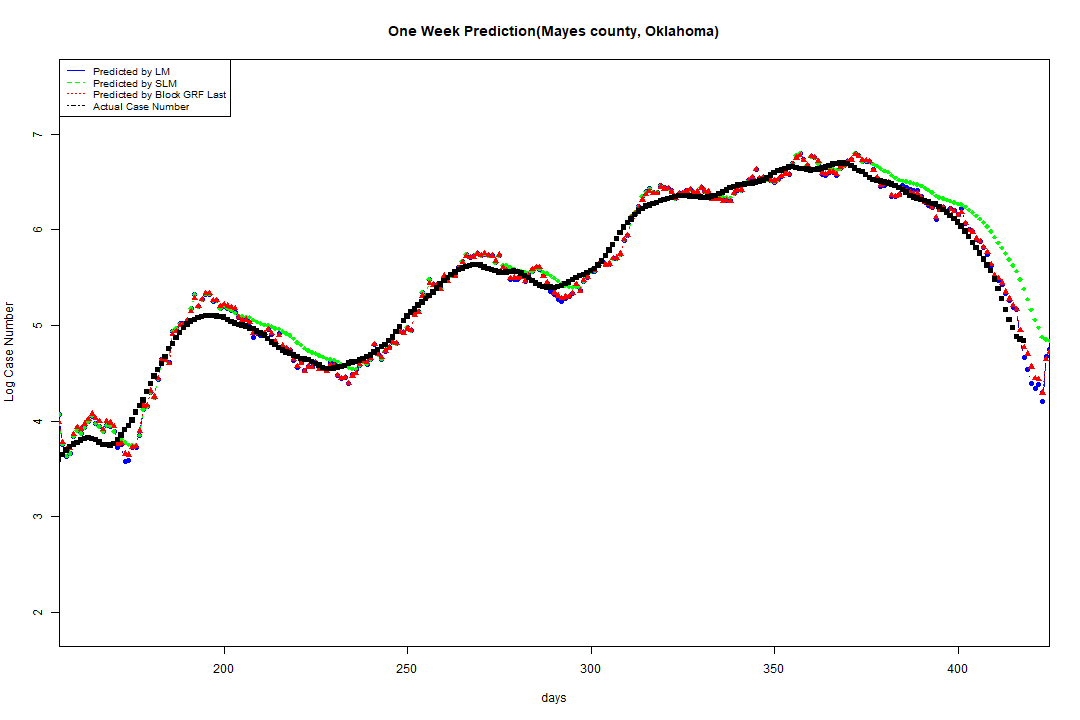 One Week Prediction(Mayes county, Oklahoma)
Predicted by LM
Predicted by SLM
Predicted by Block GRF Last
Actual Case Number
7
6
5
4
3
2
Log Case Number
200 250 300 350 400
days